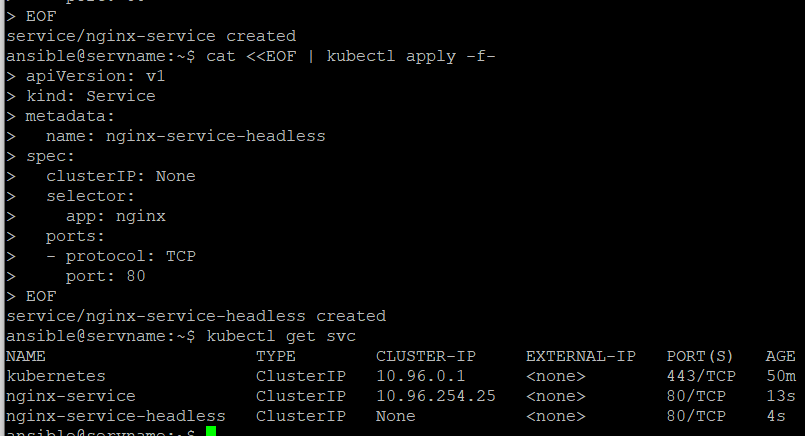 > EOF
service/nginx-service created
ansible@servname:~$ cat <<EOF | kubectl apply -f-
> apiVersion: v1
> kind: Service
> metadata:
>   name: nginx-service-headless
> spec:
>   clusterIP: None
>   selector:
>     app: nginx
>   ports:
>   - protocol: TCP
>     port: 80
> EOF
service/nginx-service-headless created
ansible@servname:~$ kubectl get svc
NAME                     TYPE        CLUSTER-IP     EXTERNAL-IP   PORT(S)   AGE
kubernetes               ClusterIP   10.96.0.1      <none>        443/TCP   50m
nginx-service            ClusterIP   10.96.254.25   <none>        80/TCP    13s
nginx-service-headless   ClusterIP   None           <none>        80/TCP    4s
ansible@servname:~$